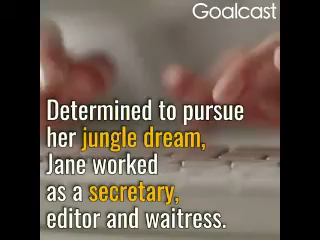 Goalcast
Determined to pursue
her jungle dream,
Jane worked
as a secretary,
editor and waitress.